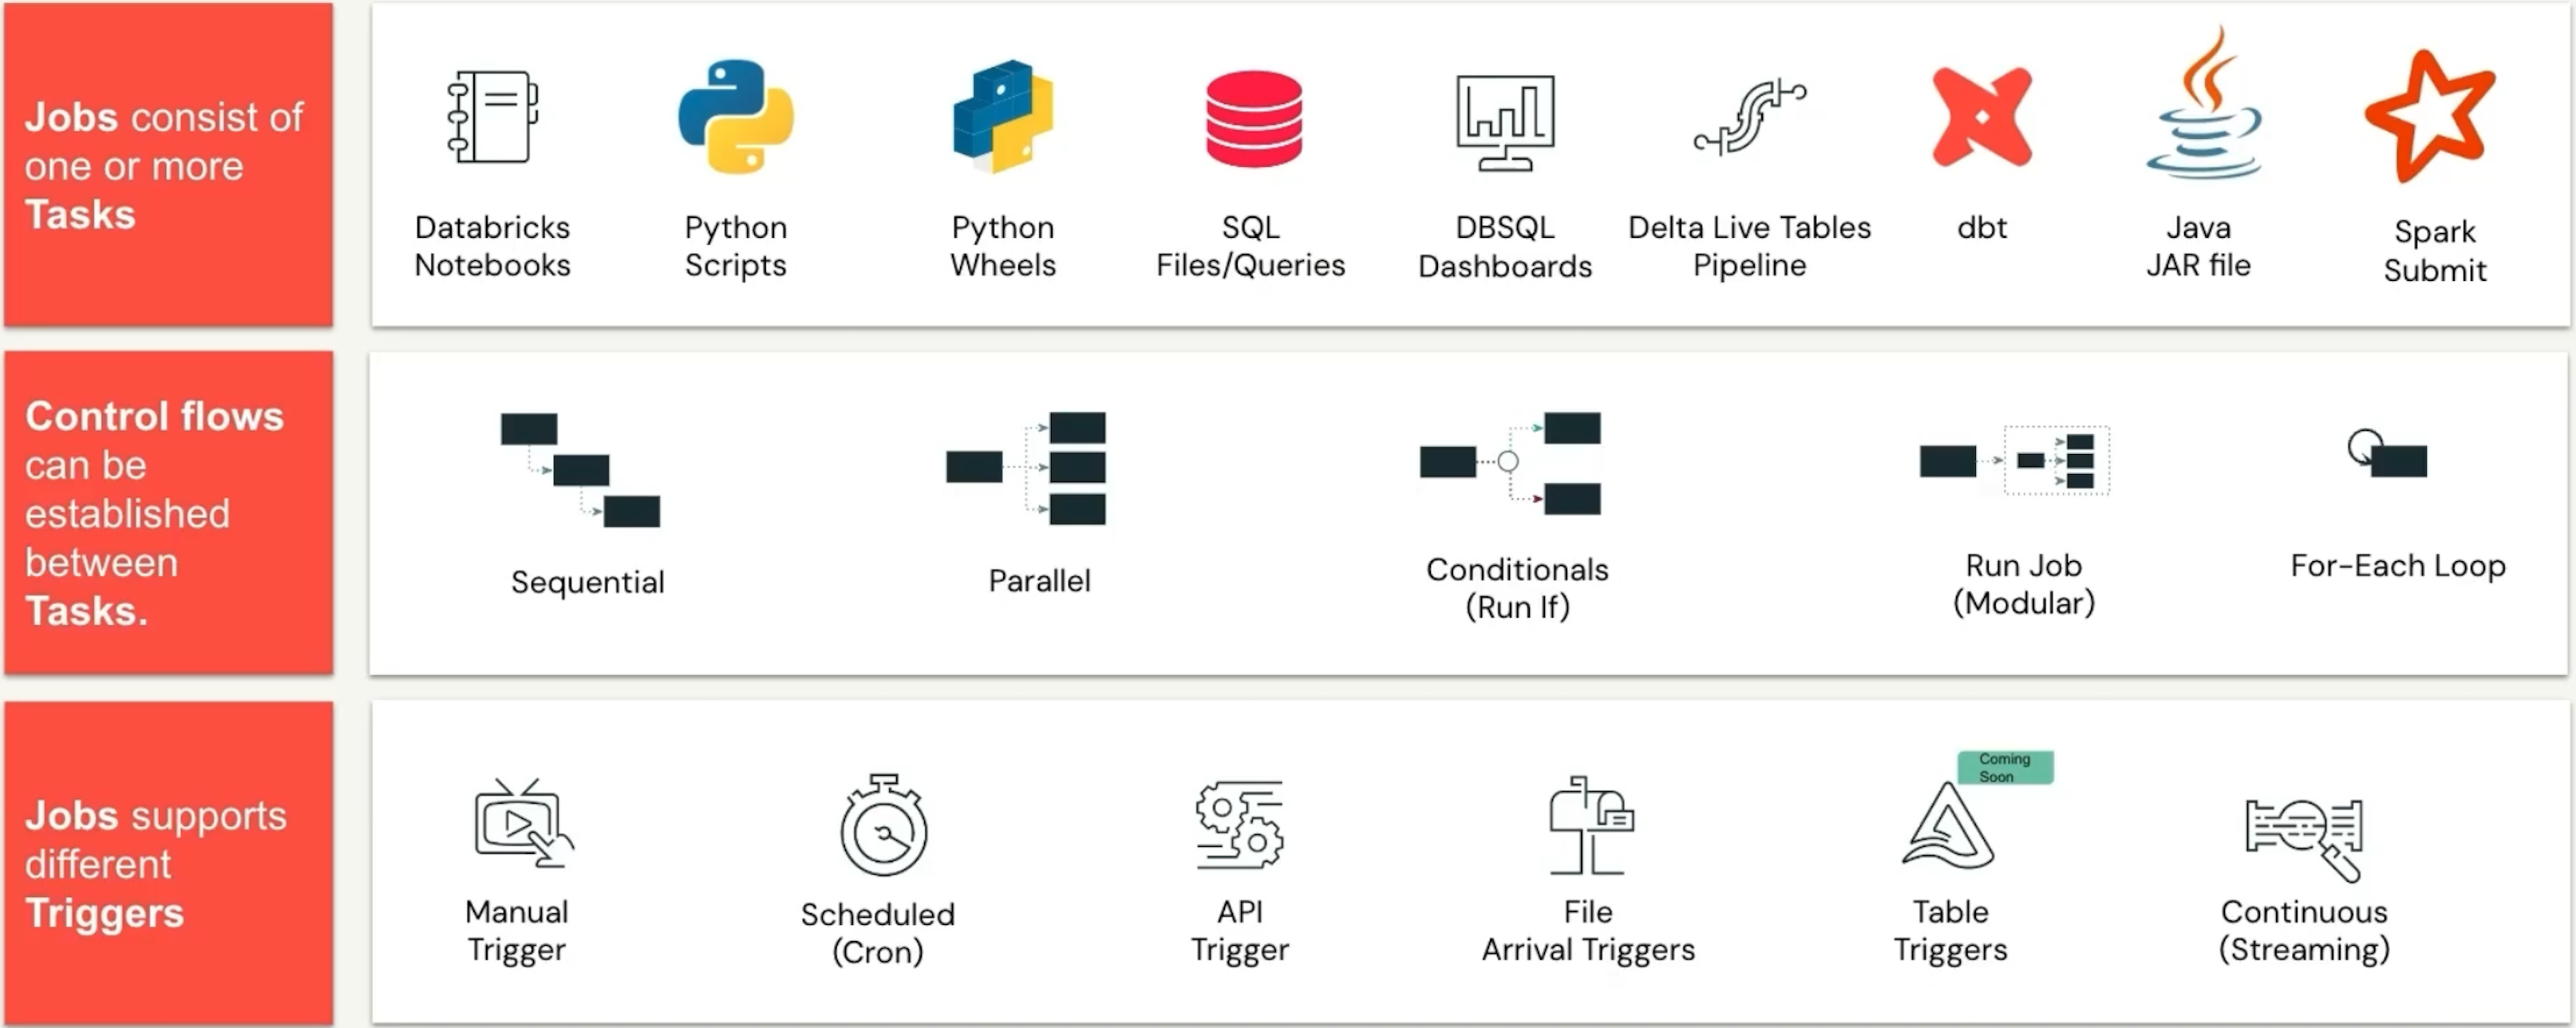 Jobs consist of
one or more
Tasks
Databricks
Notebooks
Python
Scripts
Python
Wheels
SQL
Files/Queries
DBSQL
Dashboards
Delta Live Tables
Pipeline
dbt
Java
JAR file
Spark
Submit
Control flows
can be
established
between
Tasks.
Sequential
Parallel
Conditionals
(Run If)
Run Job
(Modular)
For-Each Loop
Jobs supports
different
Triggers
Manual
Trigger
Scheduled
(Cron)
API
Trigger
File
Arrival Triggers
Coming
Soon
Table
Triggers
Continuous
(Streaming)